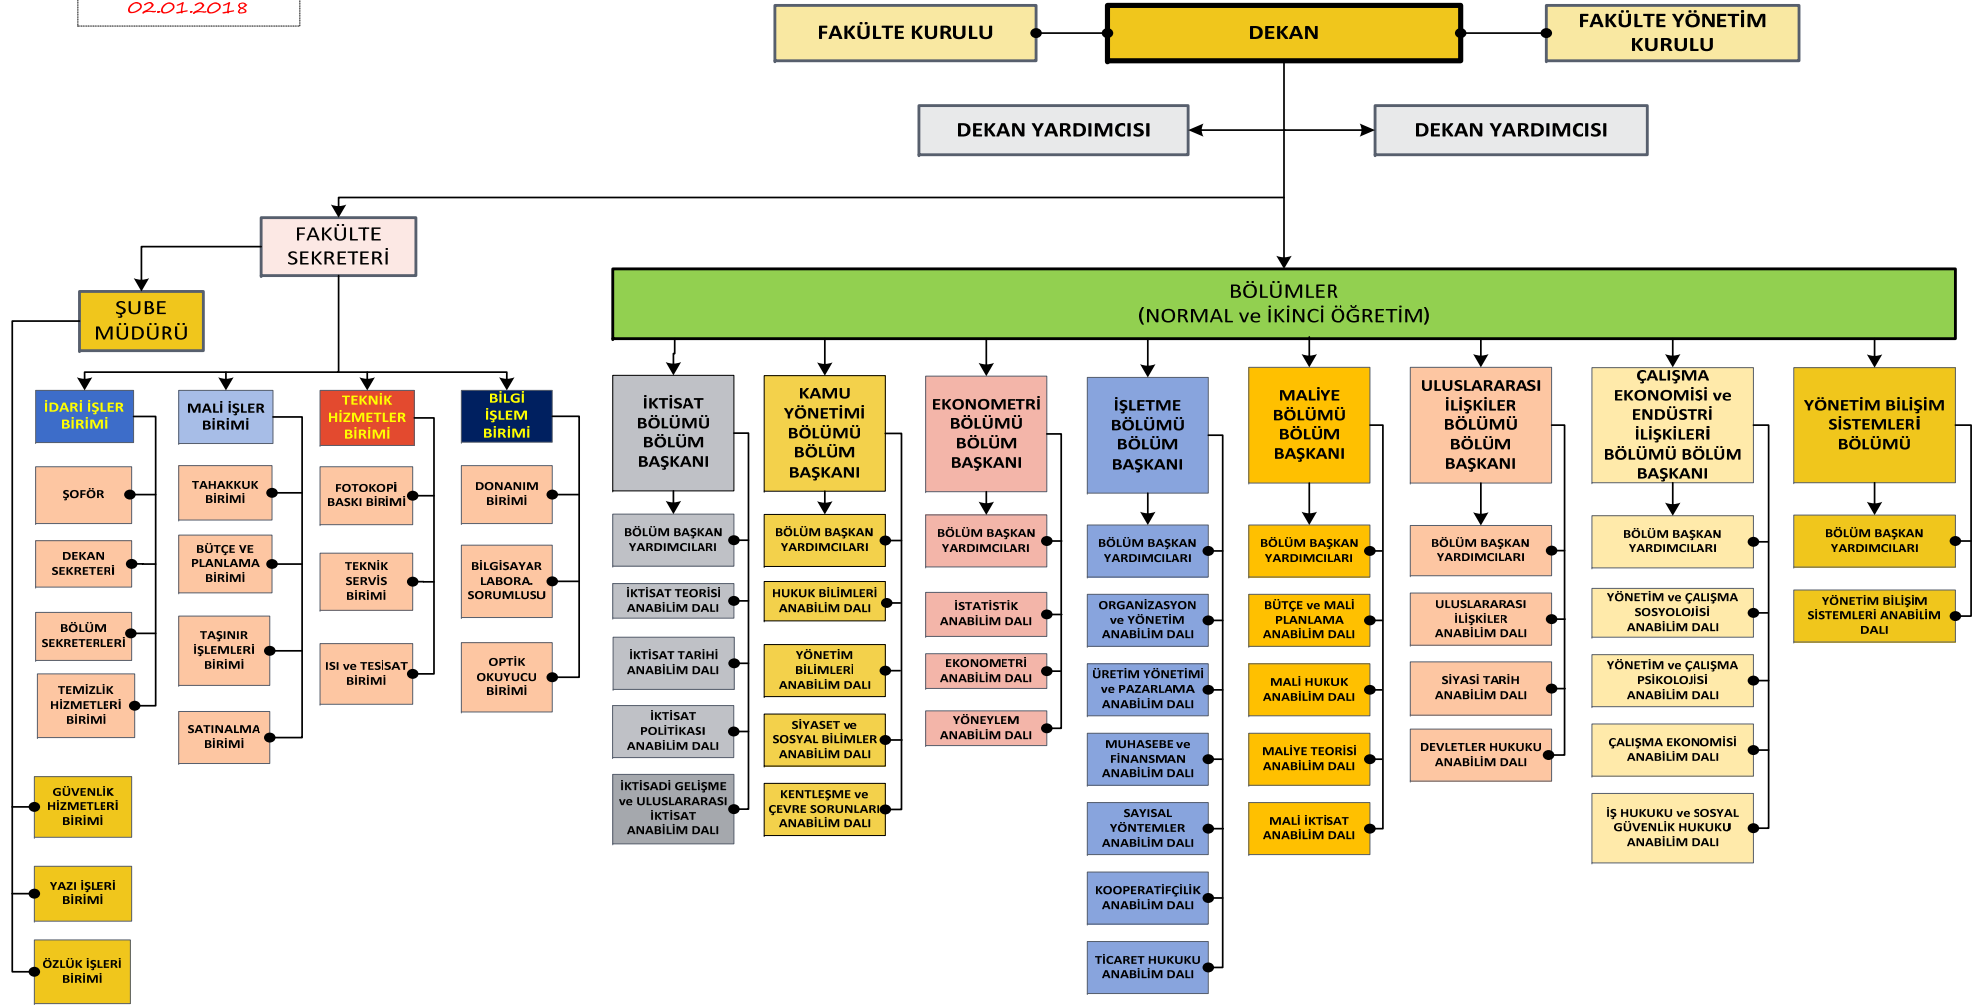 02.01.2018
FAKÜLTE KURULU
DEKAN
FAKÜLTE YÖNETİM
KURULU
DEKAN YARDIMCISI
DEKAN YARDIMCISI
FAKÜLTE
SEKRETERİ
ŞUBE
MÜDÜRÜ
BÖLÜMLER
(NORMAL ve İKİNCİ ÖĞRETİM)
İDARİ İŞLER
BİRİMİ
ŞOFÖR
DEKAN
SEKRETERİ
BÖLÜM
SEKRETERLERİ
TEMİZLİK
HİZMETLERİ
BİRİMİ
GÜVENLİK
HİZMETLERİ
BİRİMİ
YAZI İŞLERİ
BİRİMİ
ÖZLÜK İŞLERİ
BİRİMİ
MALİ İŞLER
BİRİMİ
TAHAKKUK
BİRİMİ
BÜTÇE VE
PLANLAMA
BİRİMİ
TAŞINIR
İŞLEMLERİ
BİRİMİ
SATINALMA
BİRİMİ
TEKNİK
HİZMETLER
BİRİMİ
FOTOKOPİ
BASKI BİRİMİ
TEKNİK
SERVİS
BİRİMİ
ISI ve TESİSAT
BİRİMİ
BİLGİ
İŞLEM
BİRİMİ
DONANIM
BİRİMİ
BİLGİSAYAR
LABORA.
SORUMLUSU
OPTİK
OKUYUCU
BİRİMİ
İKTİSAT
BÖLÜMÜ
BÖLÜM
BAŞKANI
BÖLÜM BAŞKAN
YARDIMCILARI
İKTİSAT TEORİSİ
ANABİLİM DALI
İKTİSAT TARİHİ
ANABİLİM DALI
İKTİSAT
POLİTİKASI
ANABİLİM DALI
İKTİSADİ GELİŞME
ve ULUSLARARASI
İKTİSAT
ANABİLİM DALI
KAMU
YÖNETİMİ
BÖLÜMÜ
BÖLÜM
BAŞKANI
BÖLÜM BAŞKAN
YARDIMCILARI
HUKUK BİLİMLERİ
ANABİLİM DALI
YÖNETİM
BİLİMLERİ
ANABİLİM DALI
SİYASET ve
SOSYAL BİLİMLER
ANABİLİM DALI
KENTLEŞME ve
ÇEVRE SORUNLARI
ANABİLİM DALI
EKONOMETRİ
BÖLÜMÜ
BÖLÜM
BAŞKANI
BÖLÜM BAŞKAN
YARDIMCILARI
İSTATİSTİK
ANABİLİM DALI
EKONOMETRİ
ANABİLİM DALI
YÖNEYLEM
ANABİLİM DALI
İŞLETME
BÖLÜMÜ
BÖLÜM
BAŞKANI
BÖLÜM BAŞKAN
YARDIMCILARI
ORGANİZASYON
ve YÖNETİM
ANABİLİM DALI
ÜRETİM YÖNETİMİ
ve PAZARLAMA
ANABİLİM DALI
MUHASEBE ve
FİNANSMAN
ANABİLİM DALI
SAYISAL
YÖNTEMLER
ANABİLİM DALI
KOOPERATİFÇİLİK
ANABİLİM DALI
TİCARET HUKUKU
ANABİLİM DALI
MALİYE
BÖLÜMÜ
BÖLÜM
BAŞKANI
BÖLÜM BAŞKAN
YARDIMCILARI
BÜTÇE ve MALİ
PLANLAMA
ANABİLİM DALI
MALİ HUKUK
ANABİLİM DALI
MALİYE TEORİSİ
ANABİLİM DALI
MALİ İKTİSAT
ANABİLİM DALI
ULUSLARARASI
İLİŞKİLER
BÖLÜMÜ
BÖLÜM
BAŞKANI
BÖLÜM BAŞKAN
YARDIMCILARI
ULUSLARARASI
İLİŞKİLER
ANABİLİM DALI
SİYASİ TARİH
ANABİLİM DALI
DEVLETLER HUKUKU
ANABİLİM DALI
ÇALIŞMA
EKONOMİSİ ve
ENDÜSTRİ
İLİŞKİLERİ
BÖLÜMÜ BÖLÜM
BAŞKANI
BÖLÜM BAŞKAN
YARDIMCILARI
YÖNETİM ve ÇALIŞMA
SOSYOLOJİSİ
ANABİLİM DALI
YÖNETİM ve ÇALIŞMA
PSİKOLOJİSİ
ANABİLİM DALI
ÇALIŞMA EKONOMİSİ
ANABİLİM DALI
İŞ HUKUKU ve SOSYAL
GÜVENLİK HUKUKU
ANABİLİM DALI
YÖNETİM BİLİŞİM
SİSTEMLERİ
BÖLÜMÜ
BÖLÜM BAŞKAN
YARDIMCILARI
YÖNETİM BİLİŞİM
SİSTEMLERİ ANABİLİM
DALI